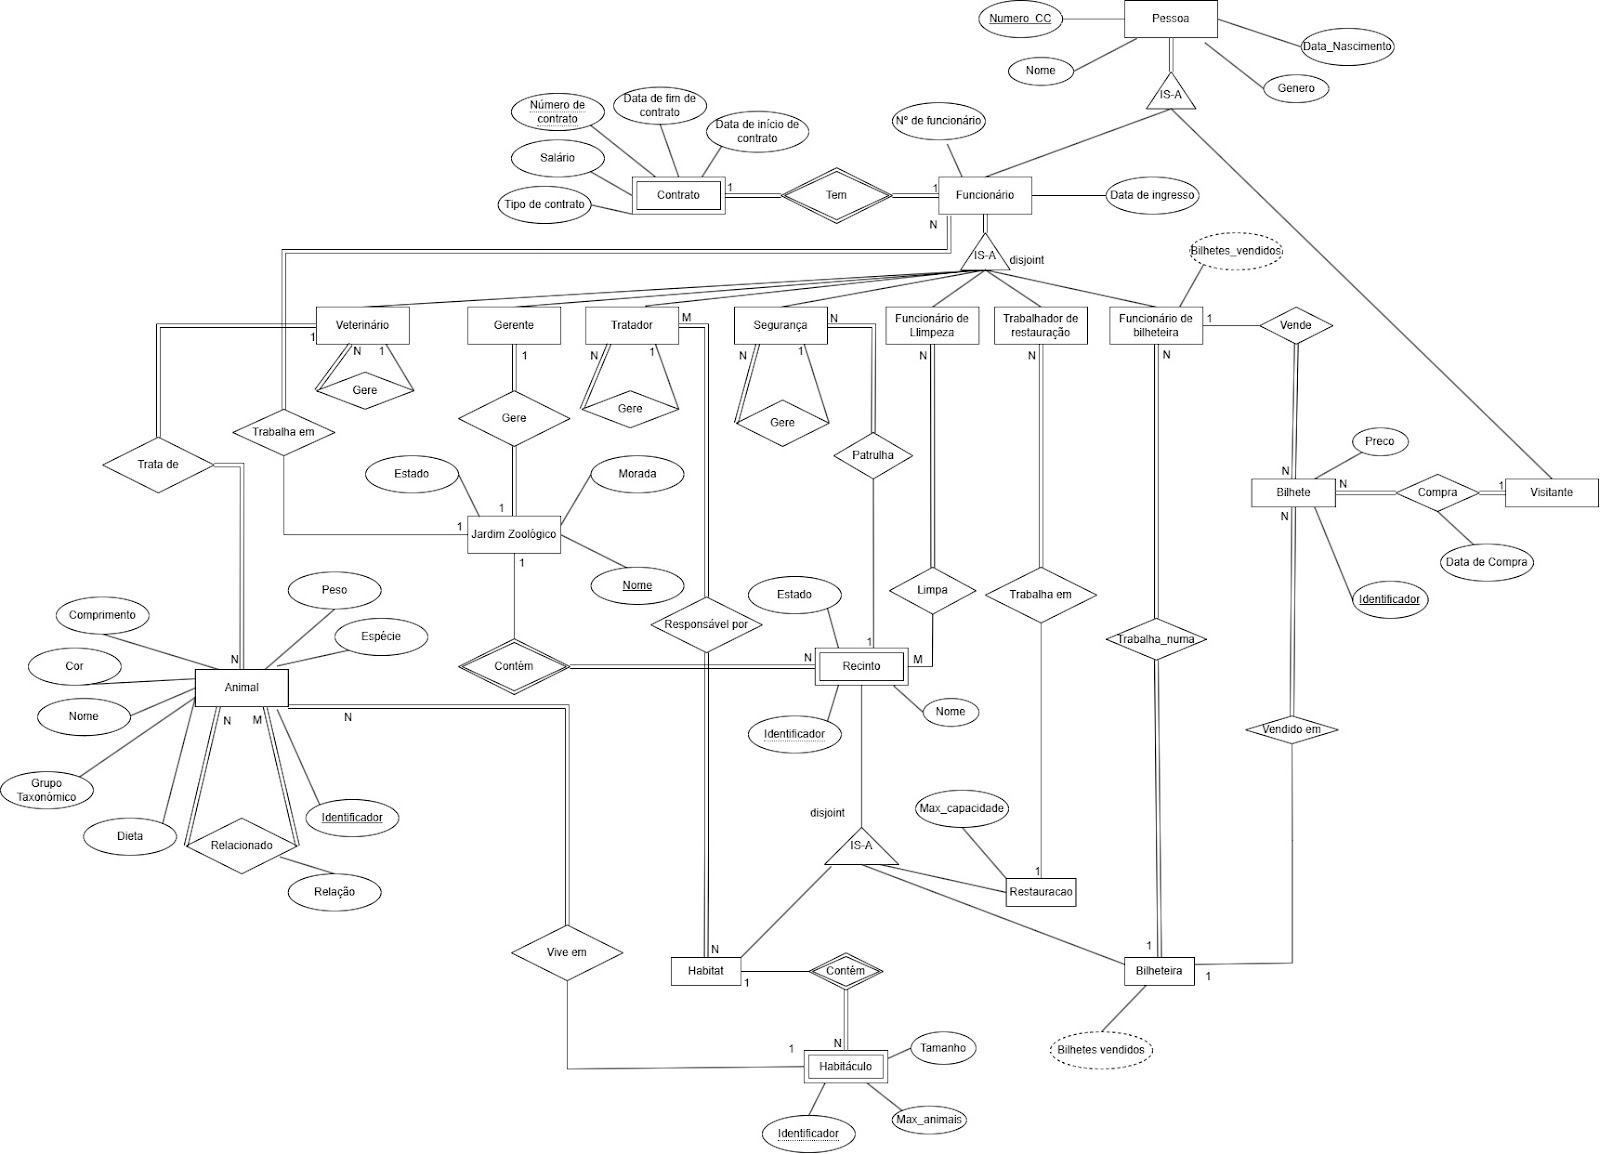 Numero_CC
Pessoa
Data_Nascimento
Nome
Genero
IS-A
Número de
contrato
Data de fim de
contrato
Data de início de
contrato
Nº de funcionário
Salário
Tipo de contrato
Contrato
1
Tem
1
Funcionário
Data de ingresso
N
IS-A
disjoint
Bilhetes_vendidos
Veterinário
Gerente
Tratador
M
Segurança
N
Funcionário de
Llimpeza
Trabalhador de
restauração
Funcionário de
bilheteira
1
Vende
1
N
1
1
N
1
N
1
N
N
N
Gere
Gere
Gere
Gere
Trabalha em
Trata de
Patrulha
Preco
Estado
Morada
N
Bilhete
N
Compra
1
Visitante
N
1
1
Jardim Zoológico
1
Data de Compra
Nome
Identificador
Peso
Comprimento
Espécie
Estado
Limpa
Trabalha em
Responsável por
Trabalha_numa
Cor
N
Contêm
N
1
Recinto
M
Animal
Nome
N
M
N
Nome
Identificador
Vendido em
Grupo
Taxonómico
Dieta
Identificador
Relacionado
Relação
disjoint
IS-A
Max_capacidade
1
Restauracao
Vive em
N
Habitat
1
Contêm
1
Bilheteira
1
1
N
Habitáculo
Tamanho
Bilhetes vendidos
Max_animais
Identificador